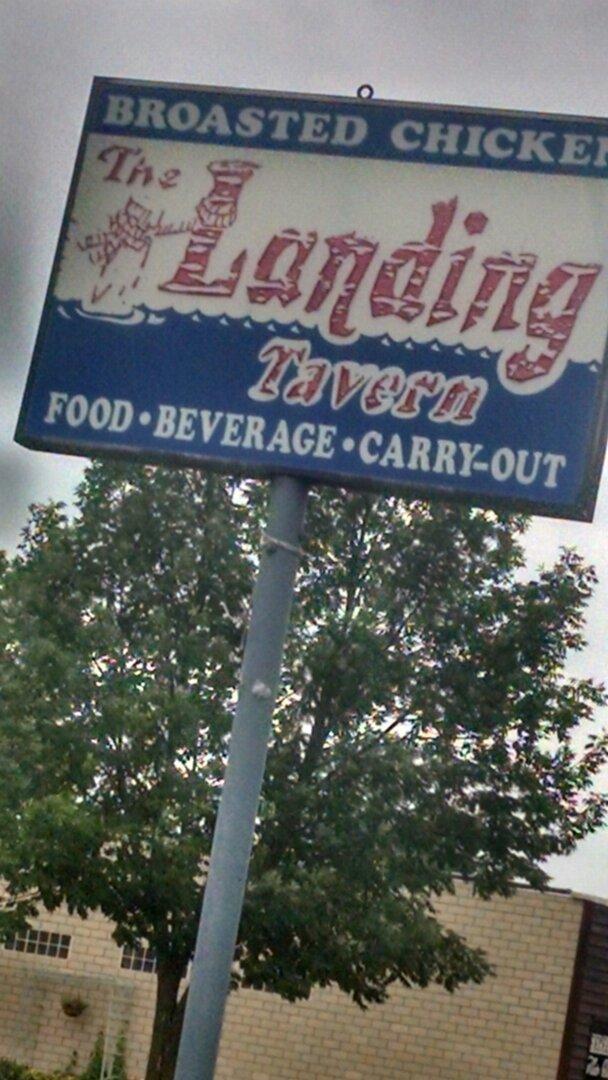 BROASTED CHICKEN
The
Landing
Tavern
FOOD • BEVERAGE • CARRY-OUT